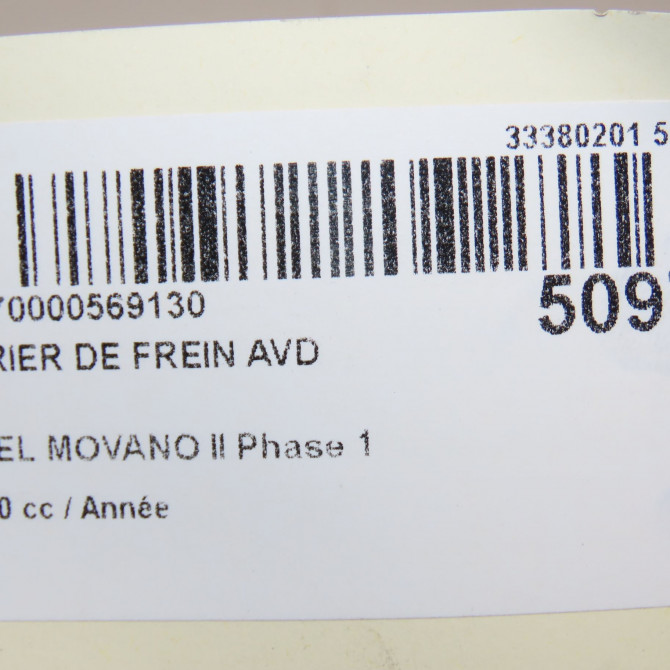 33380201 5
70000569130
509
RIER DE FREIN AVD
EL MOVANO II Phase 1
0 cc / Année